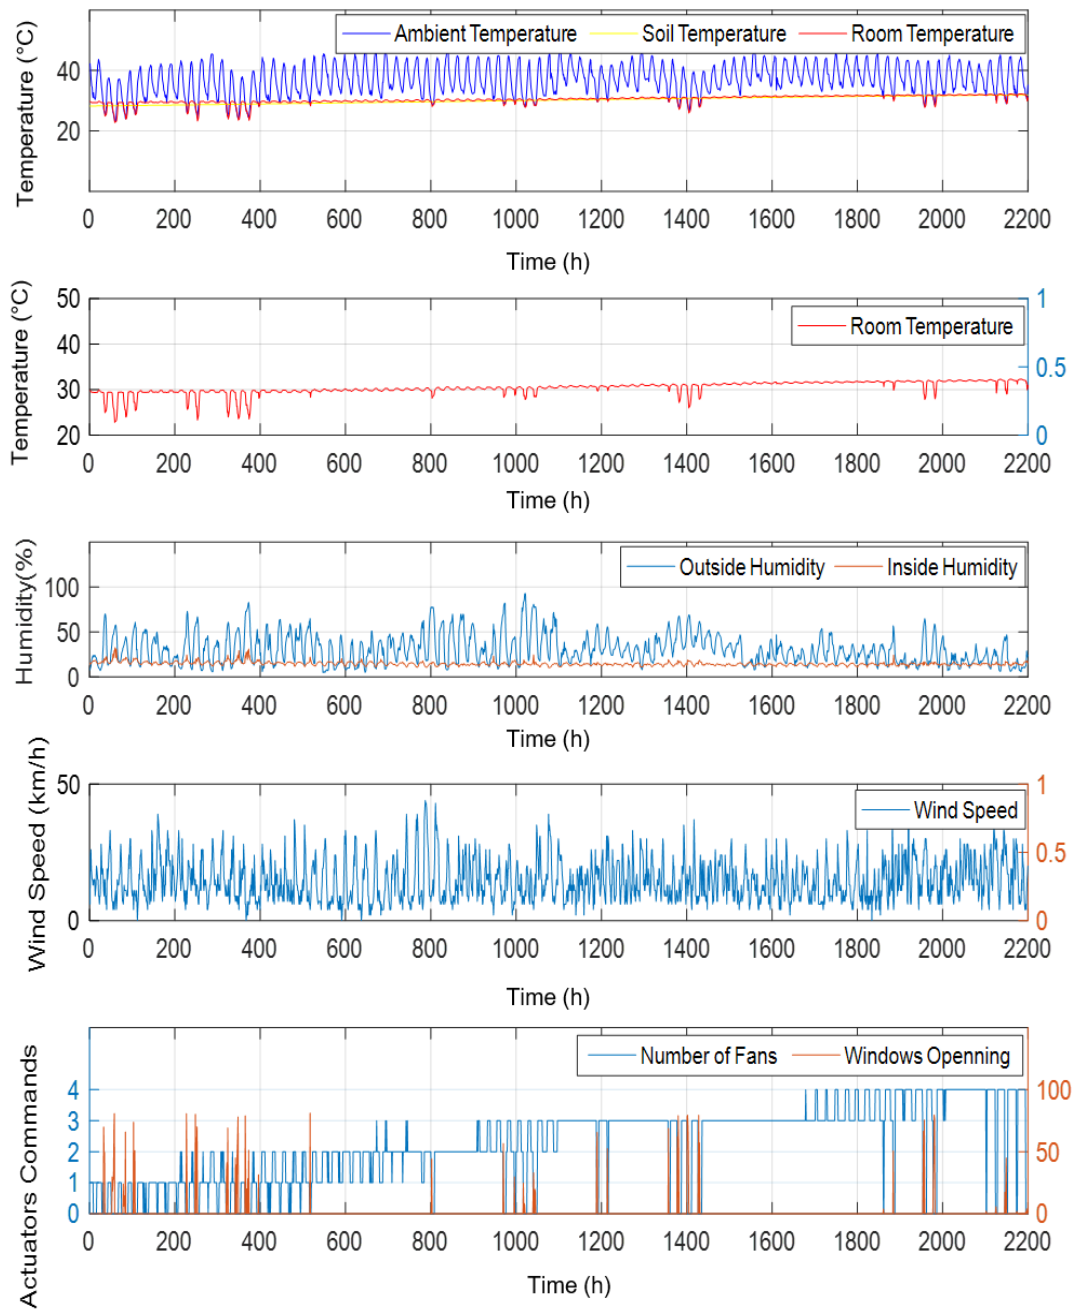 Temperature (°C)
Ambient Temperature Soil Temperature Room Temperature
40
20
0 200 400 600 800 1000 1200 1400 1600 1800 2000 2200
Time (h)
Temperature (°C)
Room Temperature
50
40
30
20
1
0.5
0
0 200 400 600 800 1000 1200 1400 1600 1800 2000 2200
Time (h)
Humidity(%)
Outside Humidity Inside Humidity
100
50
0
0 200 400 600 800 1000 1200 1400 1600 1800 2000 2200
Time (h)
Wind Speed (km/h)
Wind Speed
50
0
1
0.5
0
0 200 400 600 800 1000 1200 1400 1600 1800 2000 2200
Time (h)
Actuators Commands
Number of Fans Windows Openning
4
3
2
1
0
100
50
0
0 200 400 600 800 1000 1200 1400 1600 1800 2000 2200
Time (h)